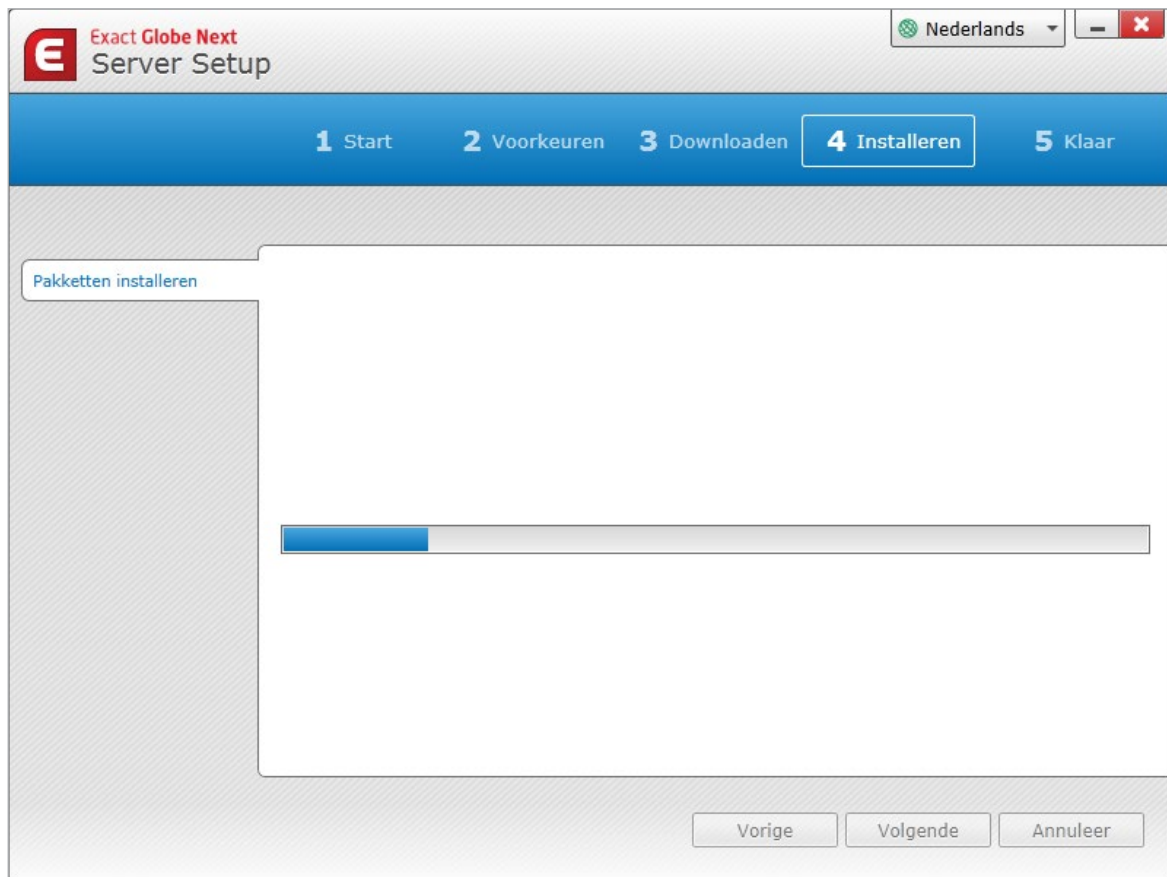 Exact Globe Next
Server Setup
Nederlands
1 Start
2 Voorkeuren
3 Downloaden
4 Installeren
5 Klaar
Pakketten installeren
Vorige
Volgende
Annuleer